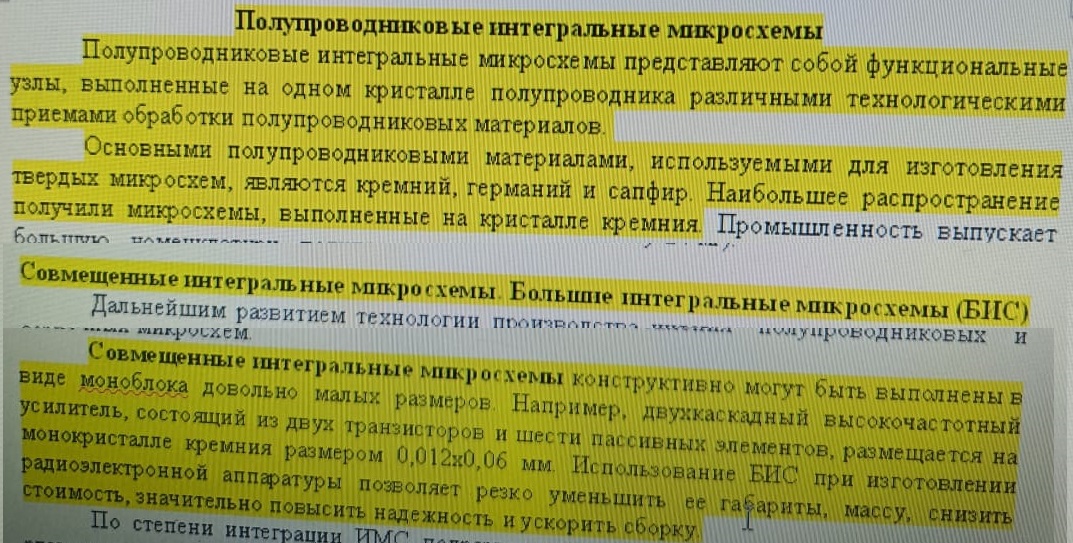 Полупроводниковые интегральные микросхемы
Полупроводниковые интегральные микросхемы представляют собой функциональные
узлы, выполненные на одном кристалле полупроводника различными технологическими
приемами обработки полупроводниковых материалов.
Основными полупроводниковыми материалами, используемыми для изготовления
твердых микросхем, являются кремний, германий и сапфир. Наибольшее распространение
получили микросхемы, выполненные на кристалле кремния. Промышленность выпускает
большую
Совмещенные интегральные микросхемы. Большие интегральные микросхемы (БИС)
Дальнейшим развитием технологии производства полупроводниковых и
микросхем.
Совмещенные интегральные микросхемы конструктивно могут быть выполнены в
виде моноблока довольно малых размеров. Например, двухкаскадный высокочастотный
усилитель, состоящий из двух транзисторов и шести пассивных элементов, размещается на
монокристалле кремния размером 0,012х0,06 мм. Использование БИС при изготовлении
радиоэлектронной аппаратуры позволяет резко уменьшить ее габариты, массу, снизить
стоимость, значительно повысить надежность и ускорить сборку.
По степени интеграции ИМС